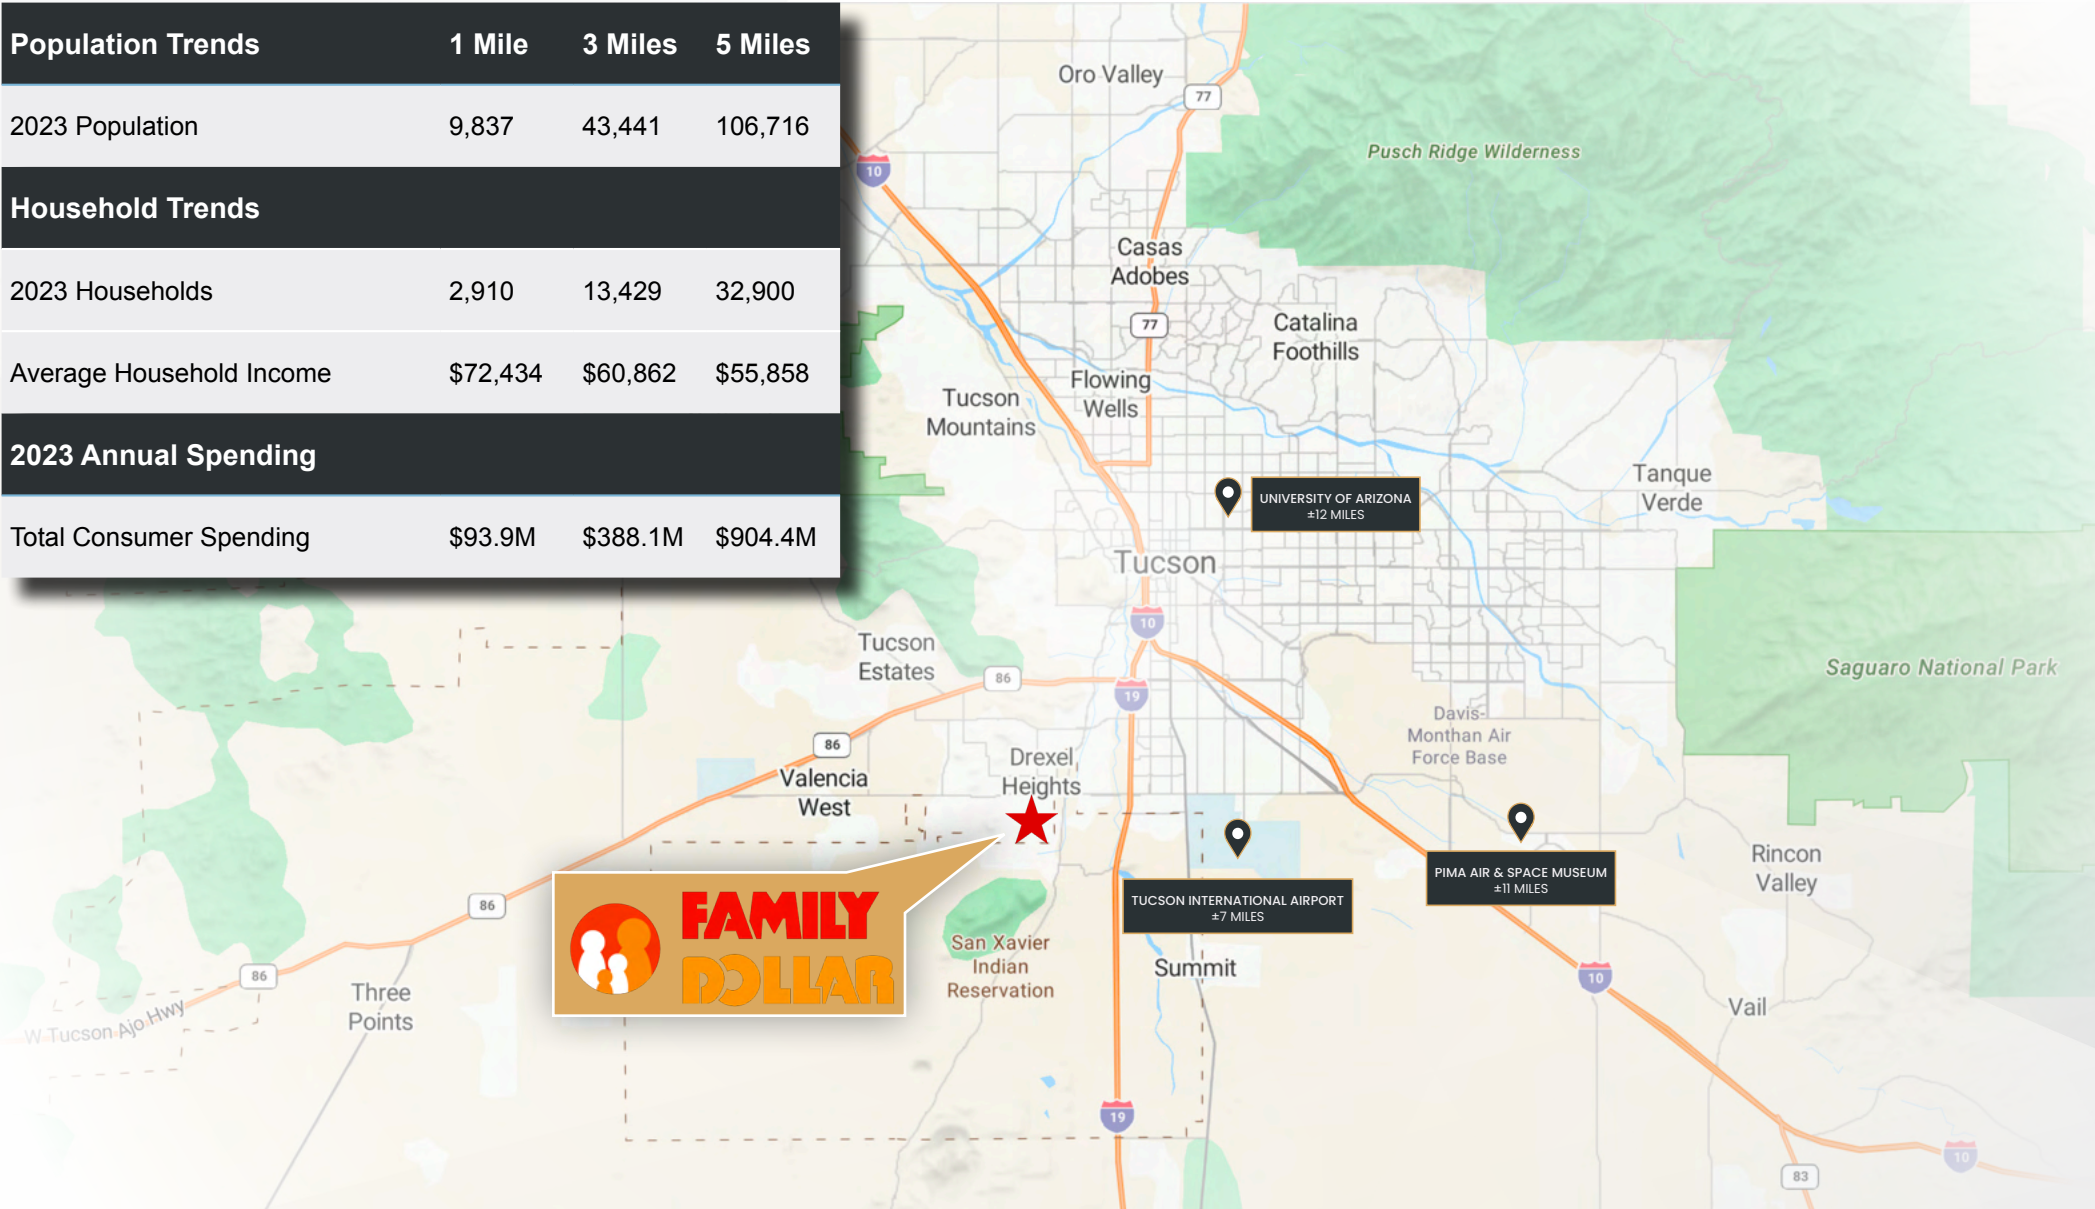 Population Trends 1 Mile 3 Miles 5 Miles
2023 Population 9,837 43,441 106,716
Household Trends
2023 Households 2,910 13,429 32,900
Average Household Income $72,434 $60,862 $55,858
2023 Annual Spending
Total Consumer Spending $93.9M $388.1M $904.4M
Oro Valley
77
Pusch Ridge Wilderness
10
Casas
Adobes
77
Catalina
Foothills
Flowing
Wells
Tucson
Mountains
Tanque
Verde
UNIVERSITY OF ARIZONA
±12 MILES
Tucson
10
Tucson
Estates
86
19
Saguaro National Park
Davis-
Monthan Air
Force Base
86
Drexel
Heights
Valencia
West
Rincon
Valley
PIMA AIR & SPACE MUSEUM
±11 MILES
TUCSON INTERNATIONAL AIRPORT
±7 MILES
FAMILY
DOLLAR
86
San Xavier
Indian
Reservation
Summit
86
10
Three
Points
Vail
W Tucson Ajo Hwy
19
10
83